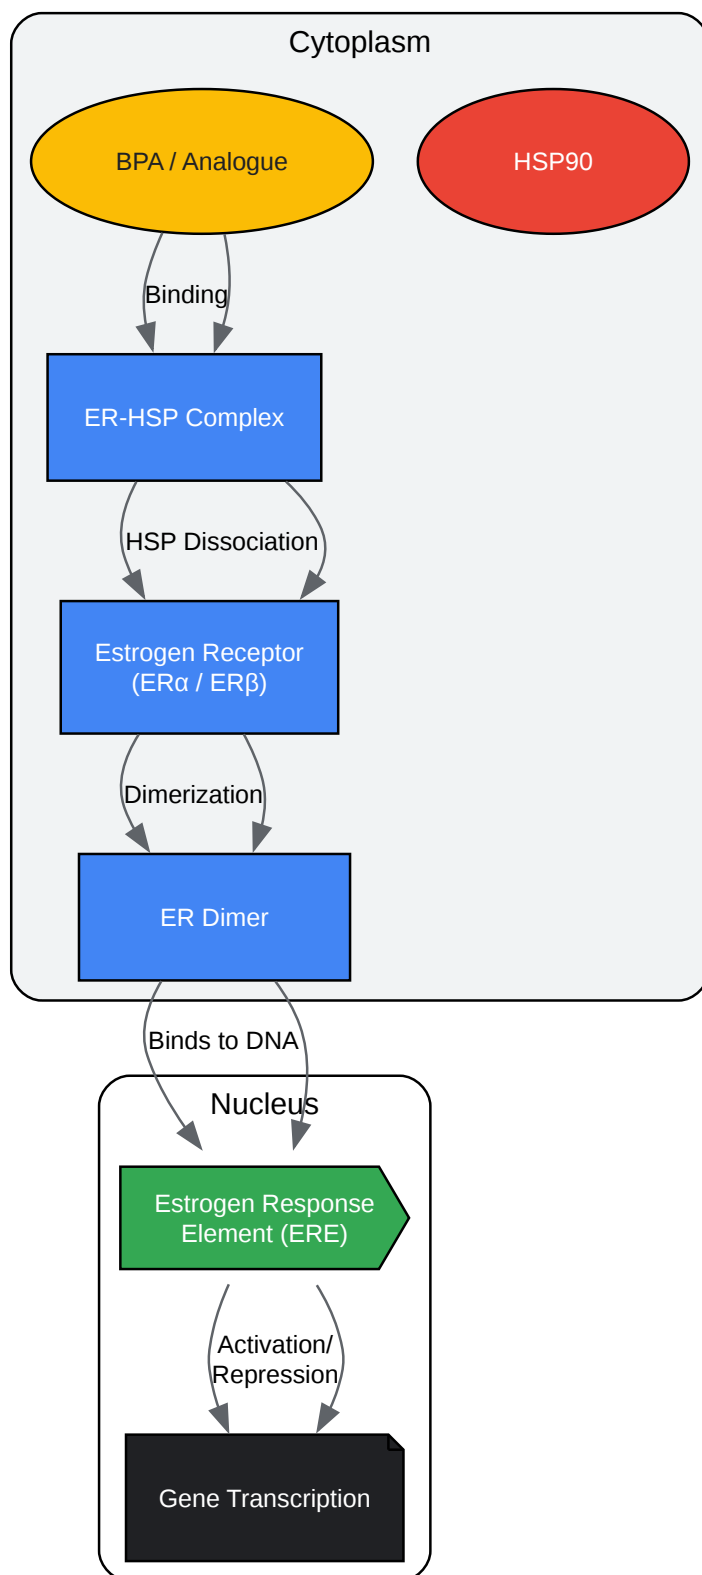 Cytoplasm
BPA / Analogue
HSP90
Binding
ER-HSP Complex
HSP Dissociation
Estrogen Receptor
(ERα / ERβ)
Dimerization
ER Dimer
Binds to DNA
Nucleus
Estrogen Response
Element (ERE)
Activation/
Repression
Gene Transcription